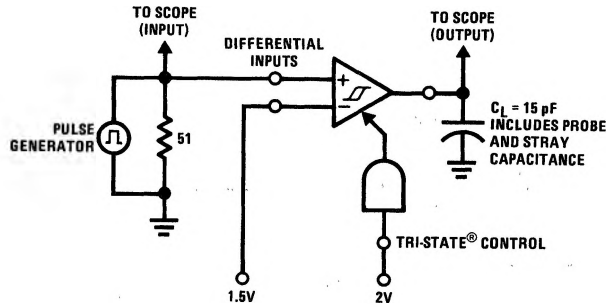 TO SCOPE
(INPUT)
DIFFERENTIAL
INPUTS
TO SCOPE
(OUTPUT)
+
−
PULSE
GENERATOR
51
CL = 15 pF
INCLUDES PROBE
AND STRAY
CAPACITANCE
TRI-STATE® CONTROL
1.5V
2V